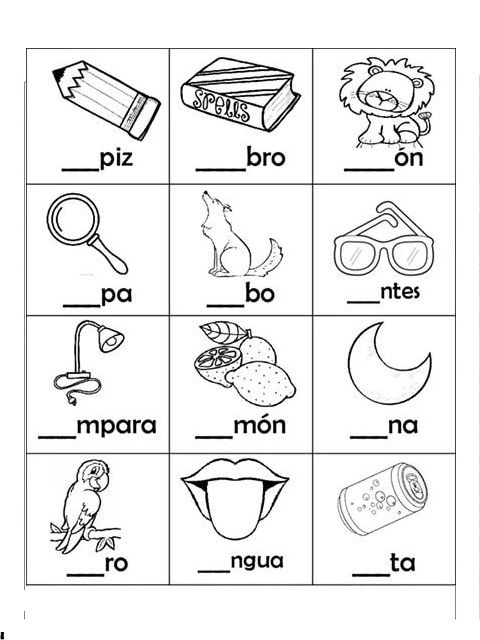 spells
___piz
____bro
____ón
___pa
___bo
___ntes
___mpara
___món
___na
___ro
___ngua
___ta